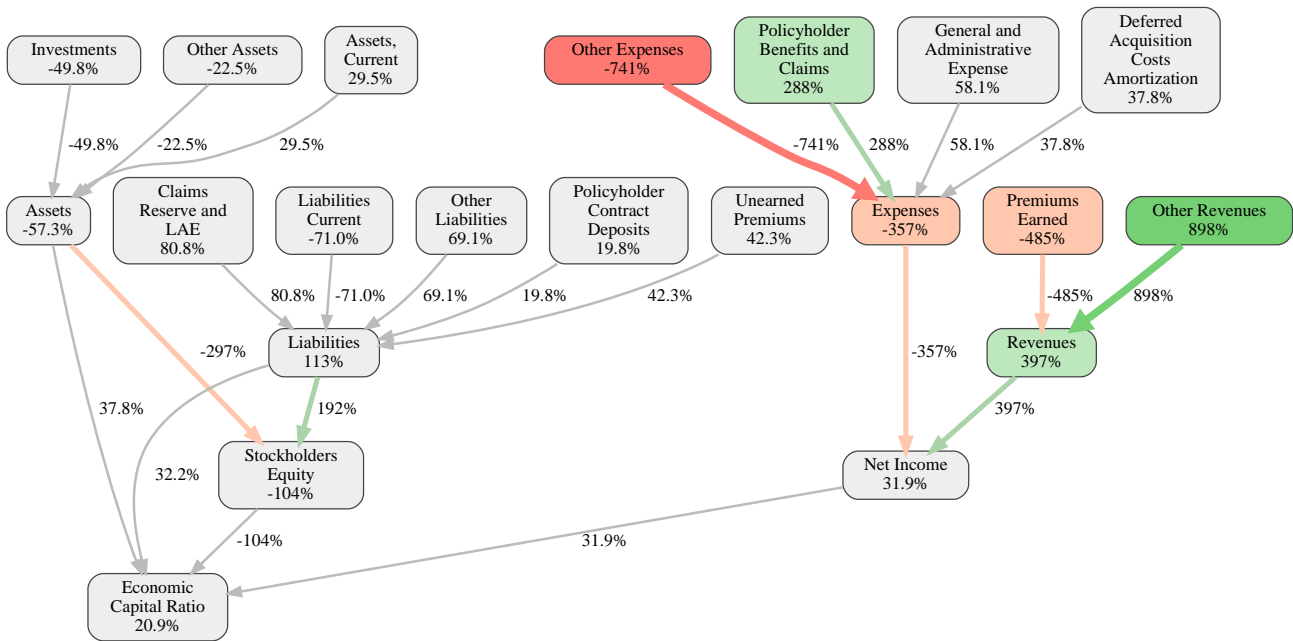 Investments
-49.8%
Other Assets
-22.5%
Assets,
Current
29.5%
Other Expenses
-741%
Policyholder
Benefits and
Claims
288%
General and
Administrative
Expense
58.1%
Deferred
Acquisition
Costs
Amortization
37.8%
-49.8%
-22.5%
29.5%
-741%
288%
58.1%
37.8%
Assets
-57.3%
Claims
Reserve and
LAE
80.8%
Liabilities
Current
-71.0%
Other
Liabilities
69.1%
Policyholder
Contract
Deposits
19.8%
Unearned
Premiums
42.3%
Expenses
-357%
Premiums
Earned
-485%
Other Revenues
898%
80.8%
-71.0%
69.1%
19.8%
42.3%
-485%
898%
Liabilities
113%
Revenues
397%
-297%
-357%
37.8%
192%
397%
32.2%
Stockholders
Equity
-104%
Net Income
31.9%
-104%
31.9%
Economic
Capital Ratio
20.9%